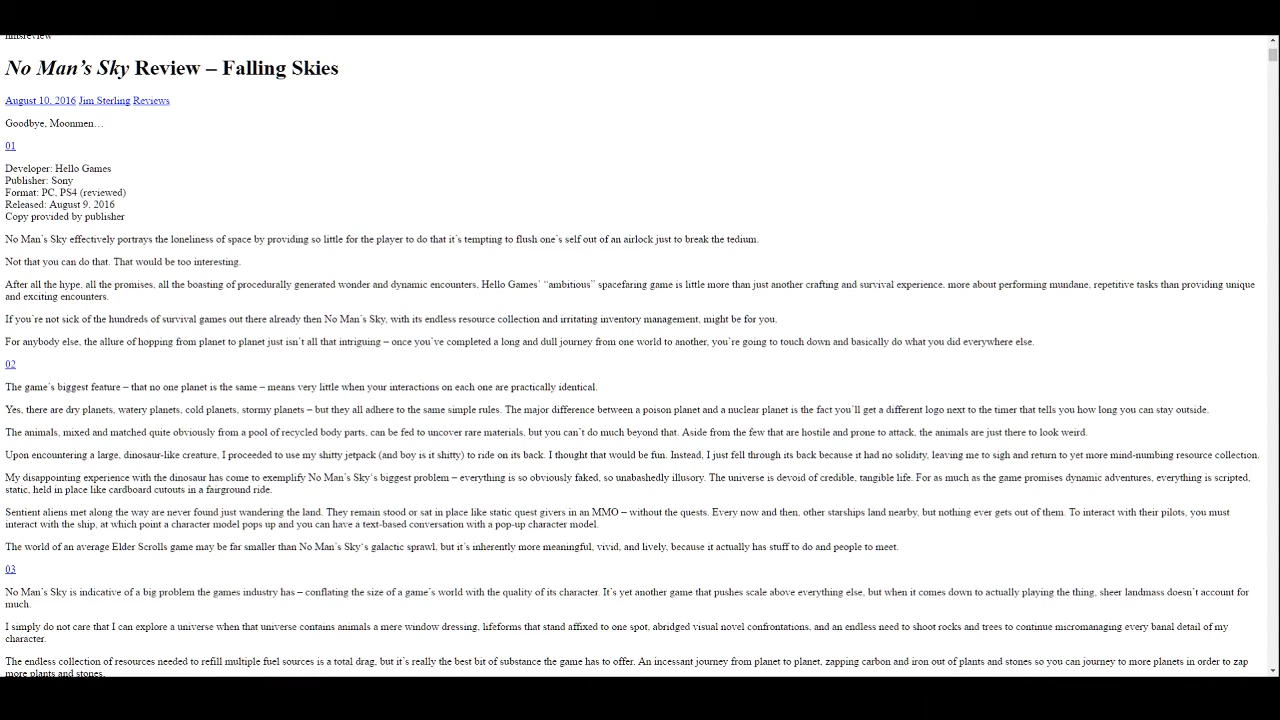 nmsreview
No Man’s Sky Review – Falling Skies
August 10, 2016 Jim Sterling Reviews
Goodbye, Moonmen…
01
Developer: Hello Games
Publisher: Sony
Format: PC, PS4 (reviewed)
Released: August 9, 2016
Copy provided by publisher
No Man’s Sky effectively portrays the loneliness of space by providing so little for the player to do that it’s tempting to flush one’s self out of an airlock just to break the tedium.
Not that you can do that. That would be too interesting.
After all the hype, all the promises, all the boasting of procedurally generated wonder and dynamic encounters, Hello Games’ “ambitious” spacefaring game is little more than just another crafting and survival experience, more about performing mundane, repetitive tasks than providing unique
and exciting encounters.
If you’re not sick of the hundreds of survival games out there already then No Man’s Sky, with its endless resource collection and irritating inventory management, might be for you.
For anybody else, the allure of hopping from planet to planet just isn’t all that intriguing – once you’ve completed a long and dull journey from one world to another, you’re going to touch down and basically do what you did everywhere else.
02
The game’s biggest feature – that no one planet is the same – means very little when your interactions on each one are practically identical.
Yes, there are dry planets, watery planets, cold planets, stormy planets – but they all adhere to the same simple rules. The major difference between a poison planet and a nuclear planet is the fact you’ll get a different logo next to the timer that tells you how long you can stay outside.
The animals, mixed and matched quite obviously from a pool of recycled body parts, can be fed to uncover rare materials, but you can’t do much beyond that. Aside from the few that are hostile and prone to attack, the animals are just there to look weird.
Upon encountering a large, dinosaur-like creature, I proceeded to use my shitty jetpack (and boy is it shitty) to ride on its back. I thought that would be fun. Instead, I just fell through its back because it had no solidity, leaving me to sigh and return to yet more mind-numbing resource collection.
My disappointing experience with the dinosaur has come to exemplify No Man’s Sky‘s biggest problem – everything is so obviously faked, so unabashedly illusory. The universe is devoid of credible, tangible life. For as much as the game promises dynamic adventures, everything is scripted,
static, held in place like cardboard cutouts in a fairground ride.
Sentient aliens met along the way are never found just wandering the land. They remain stood or sat in place like static quest givers in an MMO – without the quests. Every now and then, other starships land nearby, but nothing ever gets out of them. To interact with their pilots, you must
interact with the ship, at which point a character model pops up and you can have a text-based conversation with a pop-up character model.
The world of an average Elder Scrolls game may be far smaller than No Man’s Sky‘s galactic sprawl, but it’s inherently more meaningful, vivid, and lively, because it actually has stuff to do and people to meet.
03
No Man’s Sky is indicative of a big problem the games industry has – conflating the size of a game’s world with the quality of its character. It’s yet another game that pushes scale above everything else, but when it comes down to actually playing the thing, sheer landmass doesn’t account for
much.
I simply do not care that I can explore a universe when that universe contains animals a mere window dressing, lifeforms that stand affixed to one spot, abridged visual novel confrontations, and an endless need to shoot rocks and trees to continue micromanaging every banal detail of my
character.
The endless collection of resources needed to refill multiple fuel sources is a total drag, but it’s really the best bit of substance the game has to offer. An incessant journey from planet to planet, zapping carbon and iron out of plants and stones so you can journey to more planets in order to zap
more plants and stones.